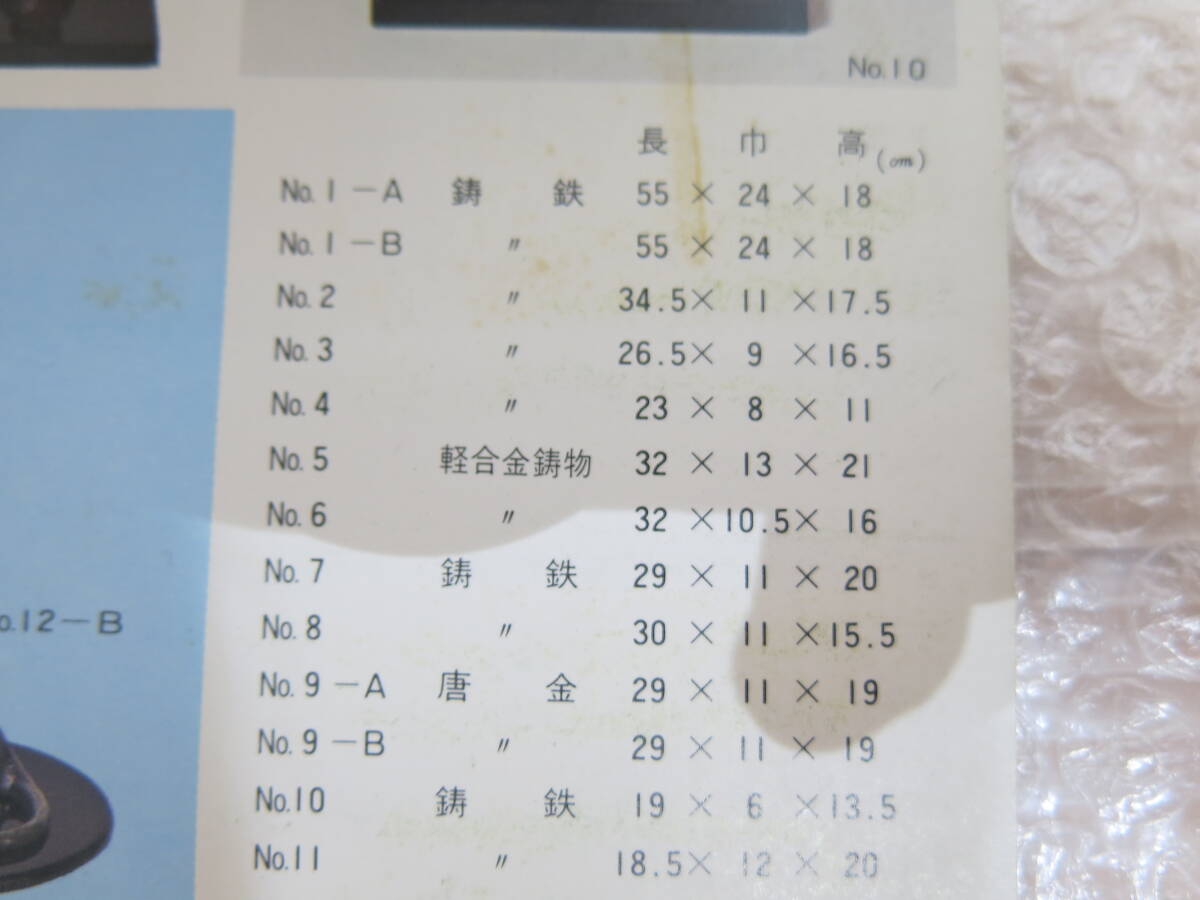 No.10
長 巾 高(cm)
No.1-A 鋳 鉄 55 × 24 × 18
No.1-B 〃 55 × 24 × 18
No.2 〃 34.5× 11 ×17.5
No.3 〃 26.5× 9 ×16.5
No.4 〃 23 × 8 × 11
No.5 軽合金鋳物 32 × 13 × 21
No.6 〃 32 ×10.5× 16
No.7 鋳 鉄 29 × 11 × 20
No.8 〃 30 × 11 ×15.5
No.9-A 唐 金 29 × 11 × 19
No.9-B 〃 29 × 11 × 19
No.10 鋳 鉄 19 × 6 ×13.5
No.11 〃 18.5× 12 × 20
o.12-B